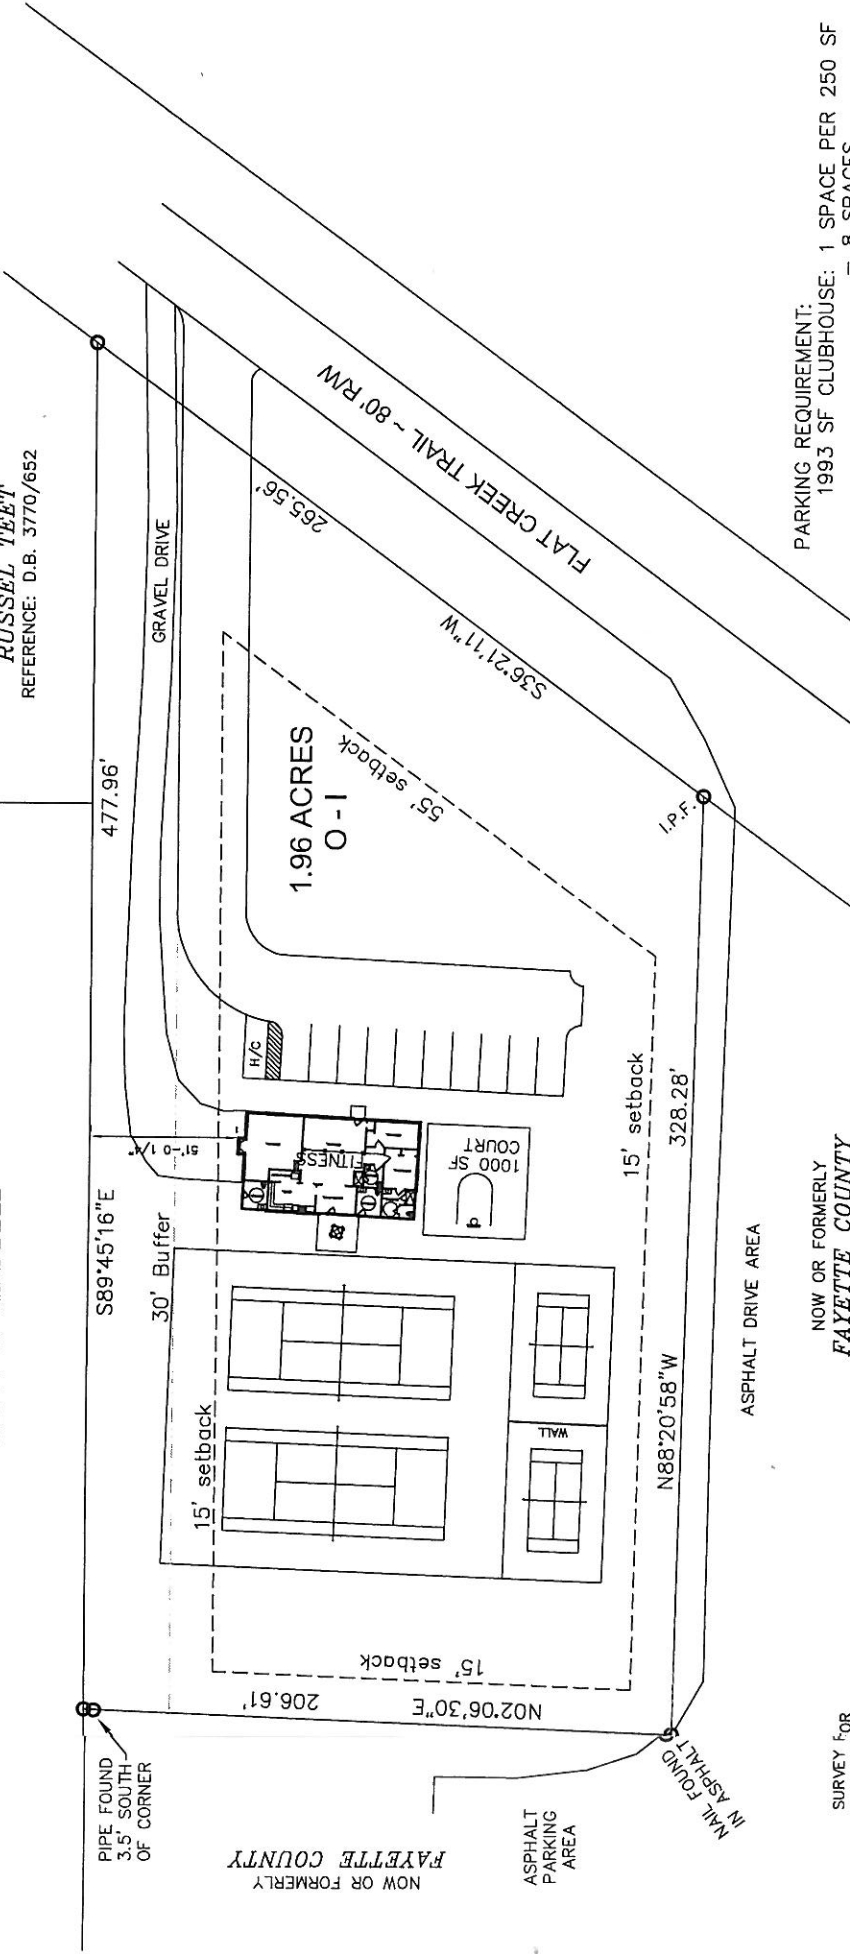 RUSSEL TEET
REFERENCE: D.B. 3770/652
477.96'
S89°45'16"E
GRAVEL DRIVE
30' Buffer
51'-0 1/4"
15' setback
PIPE FOUND
3.5' SOUTH
OF CORNER
NOW OR FORMERLY
FAYETTE COUNTY
N02°06'30"E
206.61'
15' setback
H/C
FITNESS
1000 SF
COURT
WALL
1.96 ACRES
O - I
55' setback
265.56'
S36°21'11"W
FLAT CREEK TRAIL ~ 80' R/W
I.P.F.
15' setback
N88°20'58"W
328.28'
ASPHALT
PARKING
AREA
NAIL FOUND
IN ASPHALT
ASPHALT DRIVE AREA
NOW OR FORMERLY
FAYETTE COUNTY
PARKING REQUIREMENT:
1993 SF CLUBHOUSE: 1 SPACE PER 250 SF
= 8 SPACES
SURVEY FOR